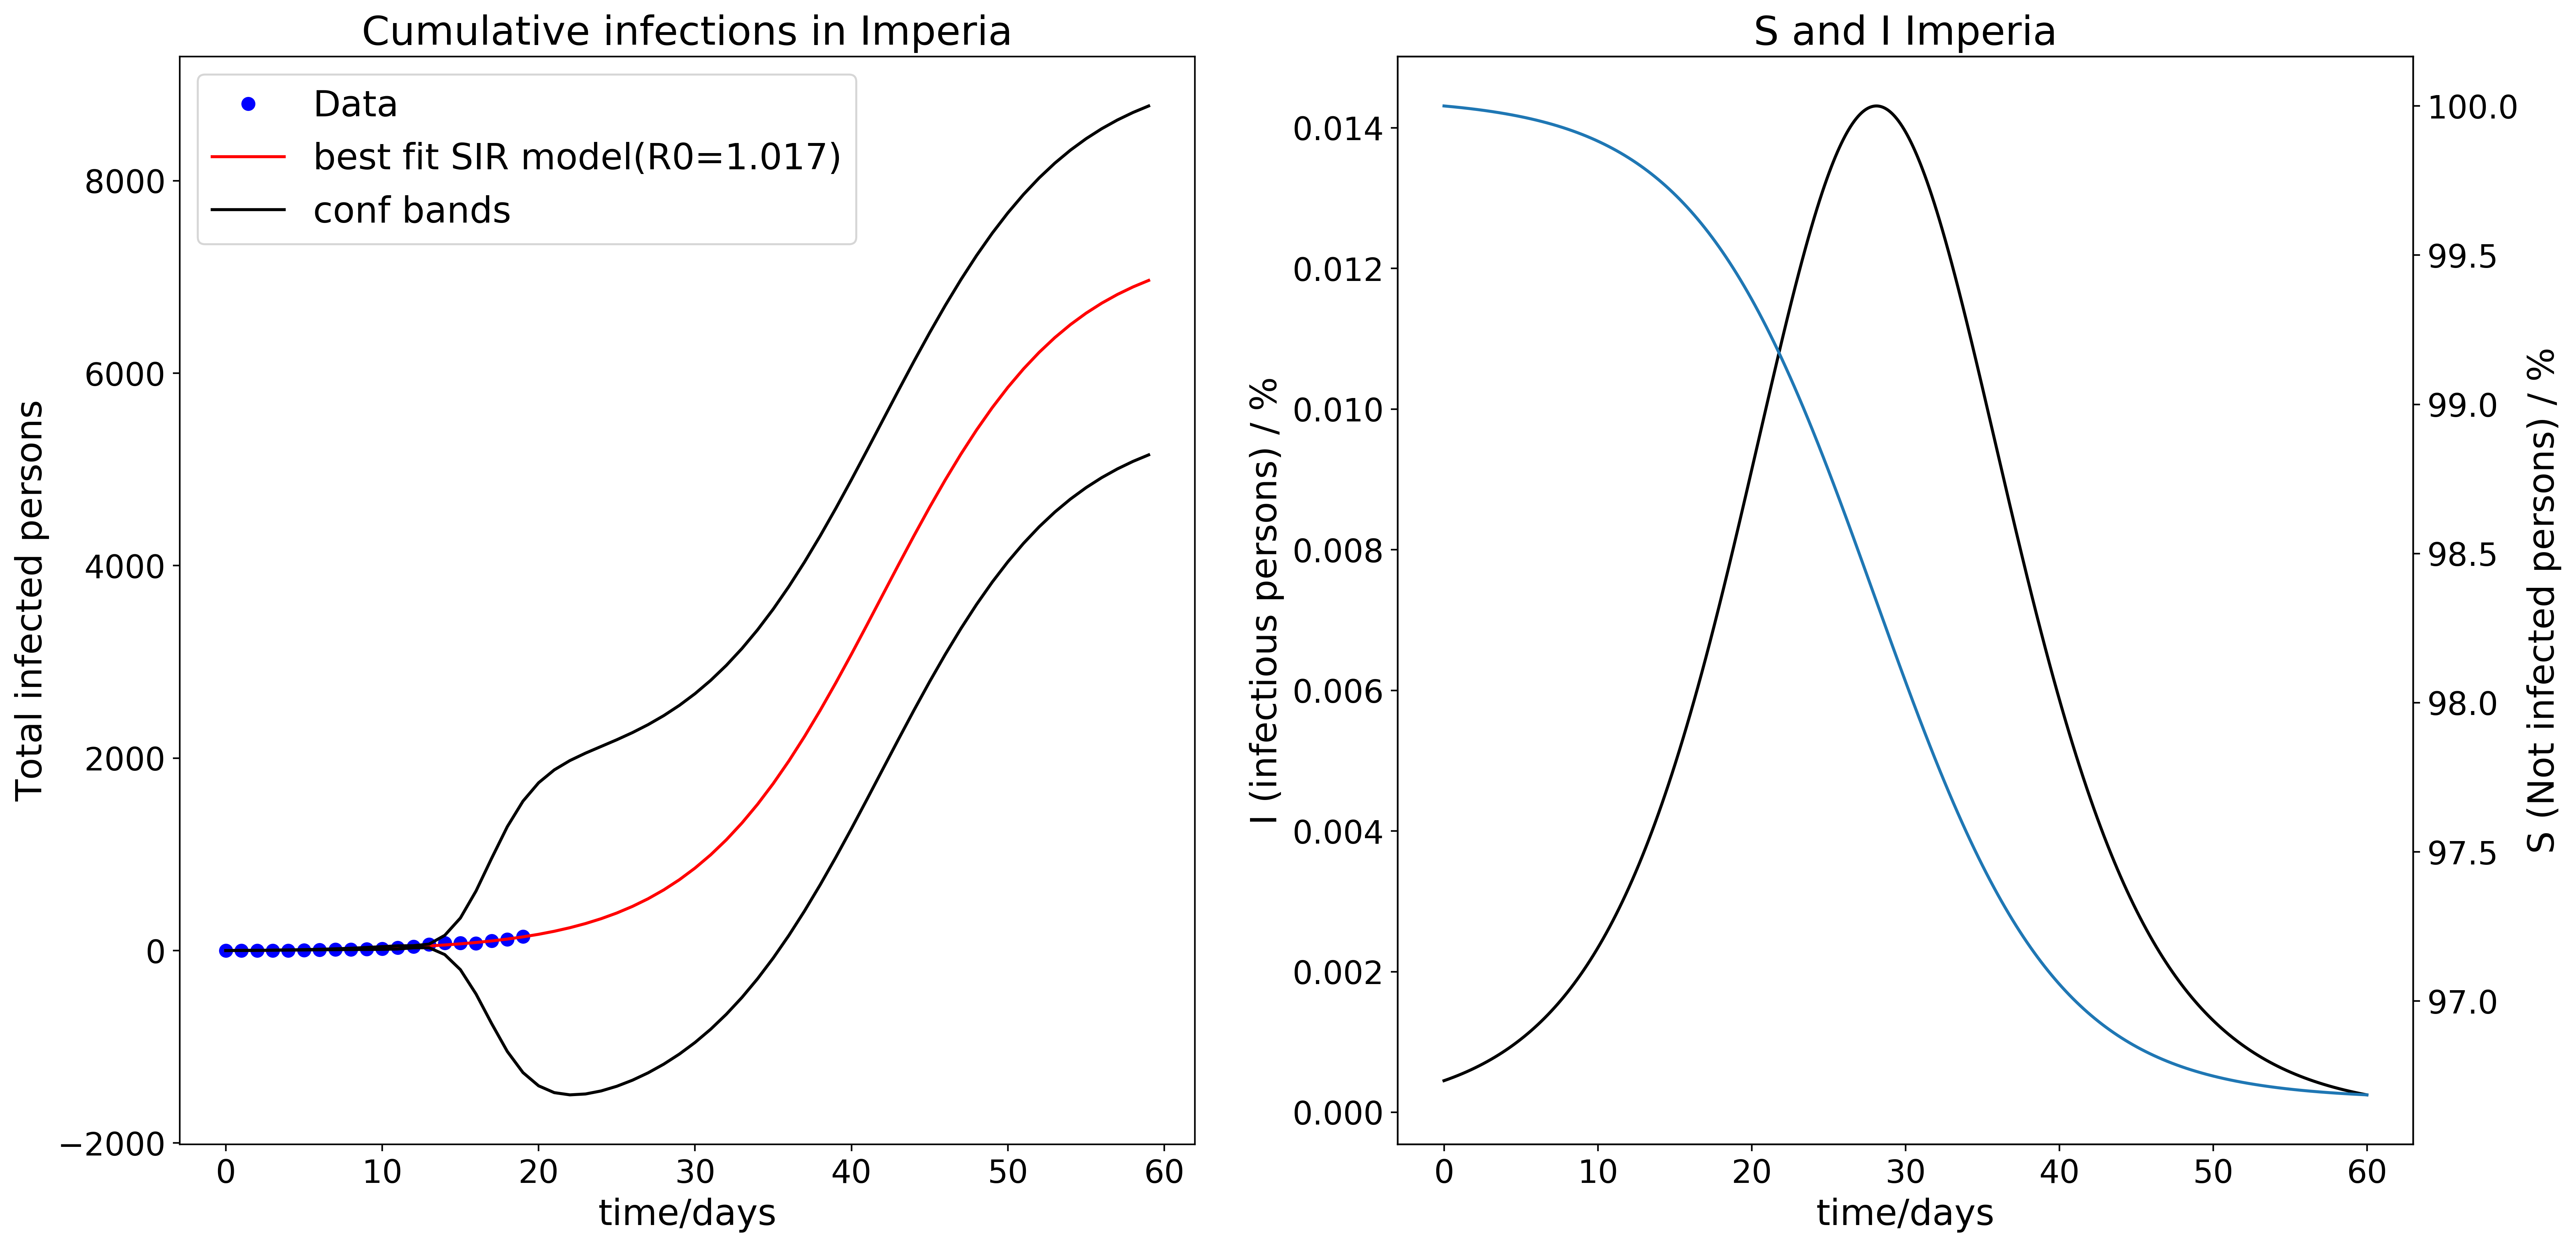 Cumulative infections in Imperia
Data
best fit SIR model(R0=1.017)
conf bands
8000
6000
4000
2000
0
−2000
Total infected persons
0 10 20 30 40 50 60
time/days
S and I Imperia
0.014
0.012
0.010
0.008
0.006
0.004
0.002
0.000
I (infectious persons) / %
100.0
99.5
99.0
98.5
98.0
97.5
97.0
S (Not infected persons) / %
0 10 20 30 40 50 60
time/days